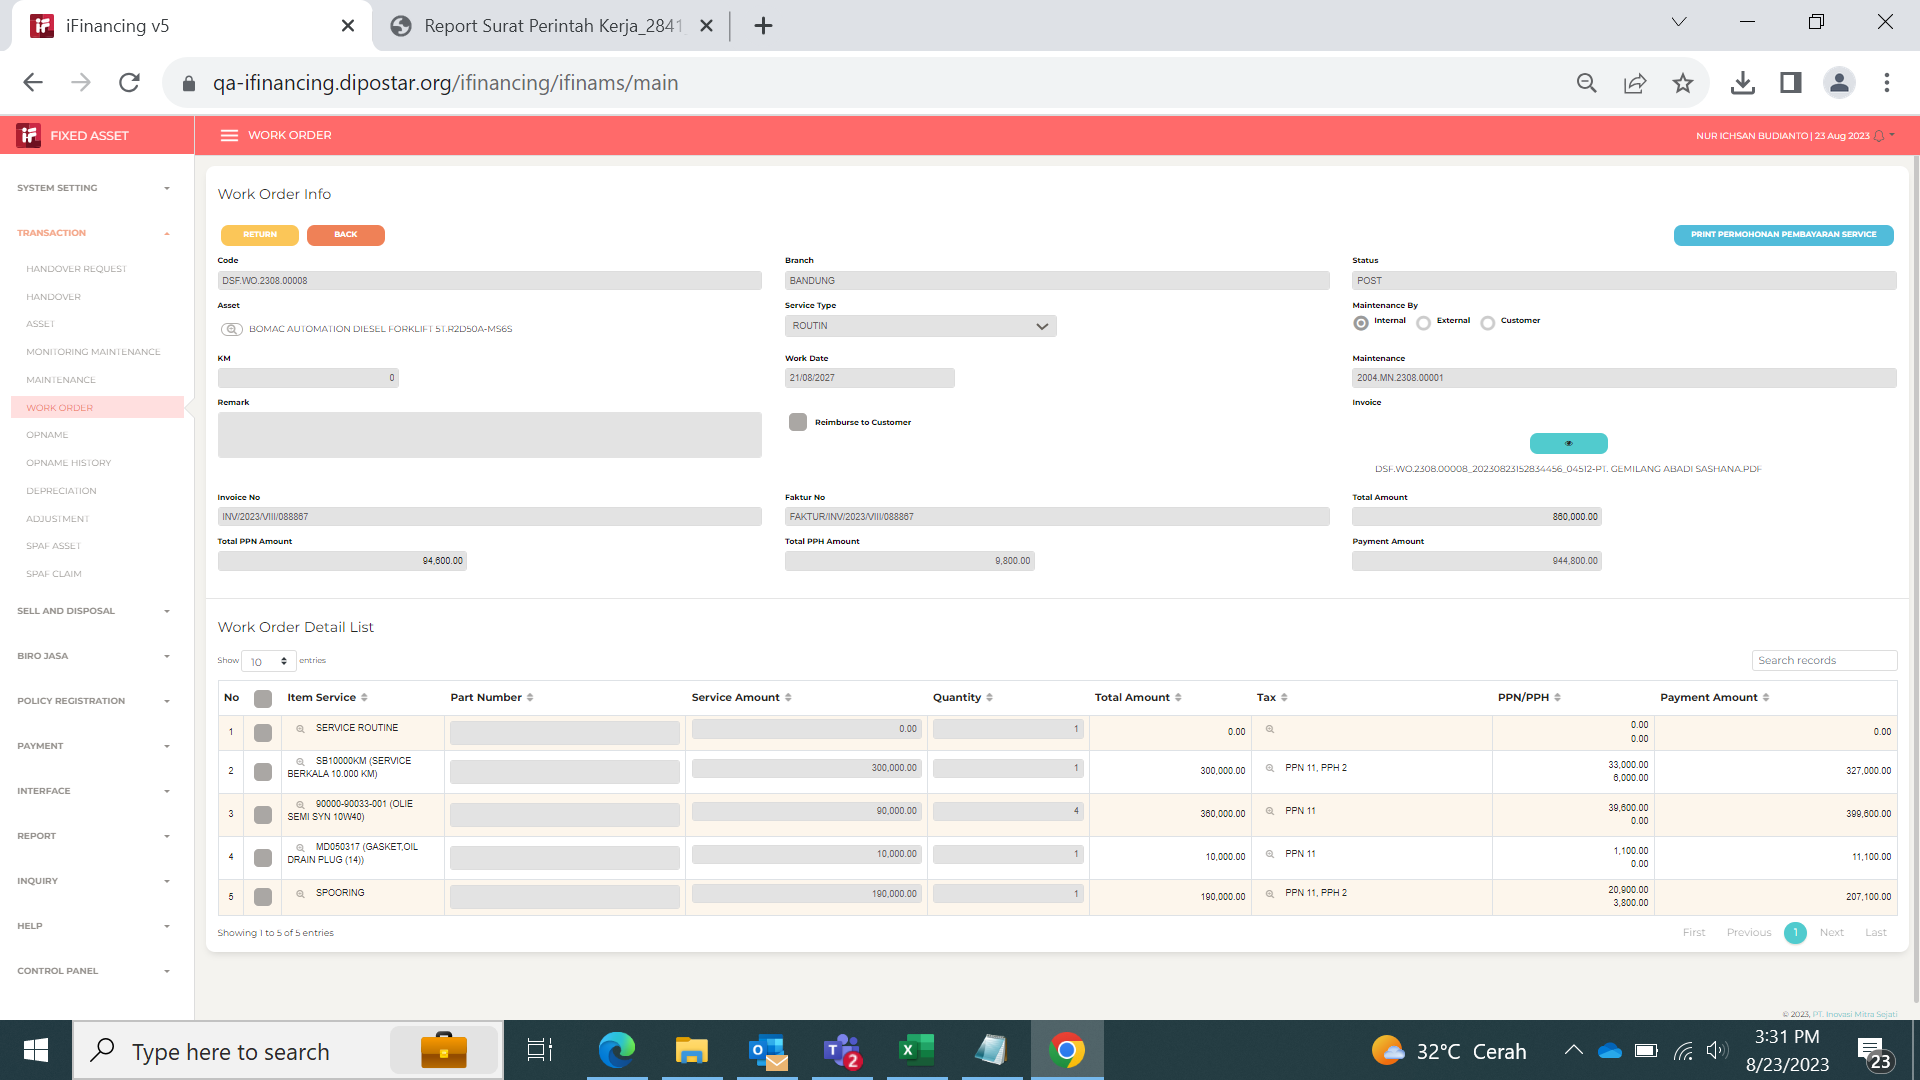 iFinancing v5
Report Surat Perintah Kerja_2841
qa-ifinancing.dipostar.org/ifinancing/ifinams/main
iF FIXED ASSET
WORK ORDER
NUR ICHSAN BUDIANTO | 23 Aug 2023
SYSTEM SETTING
TRANSACTION
HANDOVER REQUEST
HANDOVER
ASSET
MONITORING MAINTENANCE
MAINTENANCE
WORK ORDER
OPNAME
OPNAME HISTORY
DEPRECIATION
ADJUSTMENT
SPAF ASSET
SPAF CLAIM
SELL AND DISPOSAL
BIRO JASA
POLICY REGISTRATION
PAYMENT
INTERFACE
REPORT
INQUIRY
HELP
CONTROL PANEL
Work Order Info
RETURN BACK PRINT PERMOHONAN PEMBAYARAN SERVICE
Code Branch Status
DSF.WO.2308.00008 BANDUNG POST
Asset Service Type Maintenance By
BOMAC AUTOMATION DIESEL FORKLIFT 5T.R2D50A-MS6S ROUTIN Internal External Customer
KM Work Date Maintenance
0 21/08/2027 2004.MN.2308.00001
Remark Invoice
Reimburse to Customer
DSF.WO.2308.00008_20230823152834456_04512-PT. GEMILANG ABADI SASHANA.PDF
Invoice No Faktur No Total Amount
INV/2023/VIII/088867 FAKTUR/INV/2023/VIII/088867 860,000.00
Total PPN Amount Total PPH Amount Payment Amount
94,600.00 9,800.00 944,800.00
Work Order Detail List
Show 10 entries Search records
No Item Service Part Number Service Amount Quantity Total Amount Tax PPN/PPH Payment Amount
1 SERVICE ROUTINE 0.00 1 0.00 0.00 0.00
0.00
2 SB10000KM (SERVICE BERKALA 10.000 KM) 300,000.00 1 300,000.00 PPN 11, PPH 2 33,000.00 327,000.00
6,000.00
3 90000-90033-001 (OLIE SEMI SYN 10W40) 90,000.00 4 360,000.00 PPN 11 39,600.00 399,600.00
0.00
4 MD050317 (GASKET,OIL DRAIN PLUG (14)) 10,000.00 1 10,000.00 PPN 11 1,100.00 11,100.00
0.00
5 SPOORING 190,000.00 1 190,000.00 PPN 11, PPH 2 20,900.00 207,100.00
3,800.00
Showing 1 to 5 of 5 entries First Previous 1 Next Last
© 2023, PT. Inovasi Mitra Sejati
Type here to search
2
32°C Cerah
3:31 PM
8/23/2023
23